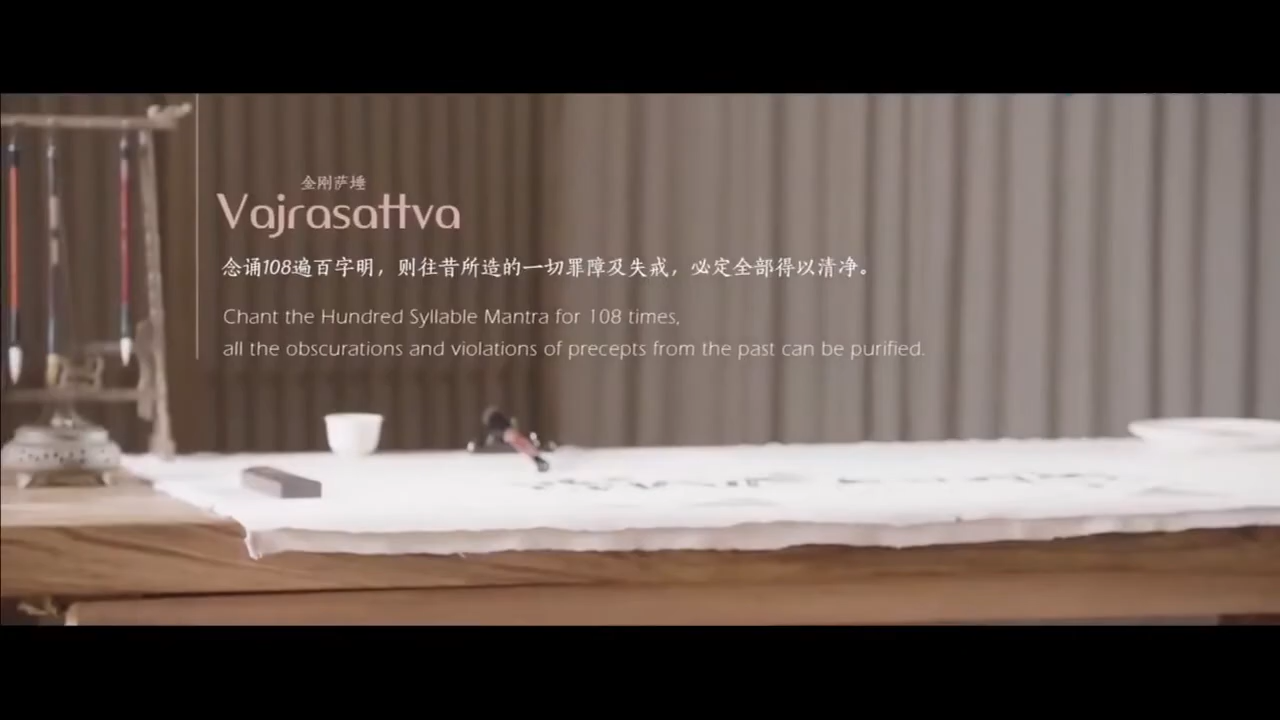 金刚萨埵
Vajrasattva
念诵108遍百字明，则往昔所造的一切罪障及失戒，必定全部得以清净。
Chant the Hundred Syllable Mantra for 108 times,
all the obscurations and violations of precepts from the past can be purified.